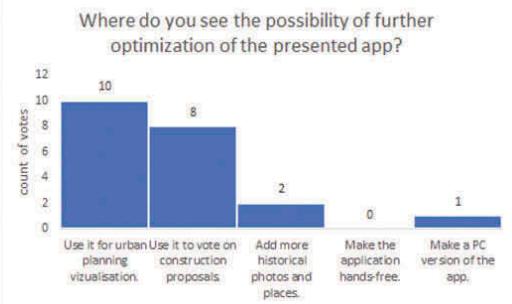 Where do you see the possibility of further
optimization of the presented app?
count of votes
12
10
8
6
4
2
0
10
8
2
0
1
Use it for urban
planning
vizualisation.
Use it to vote on
construction
proposals.
Add more
historical
photos and
places.
Make the
application
hands-free.
Make a PC
version of the
app.